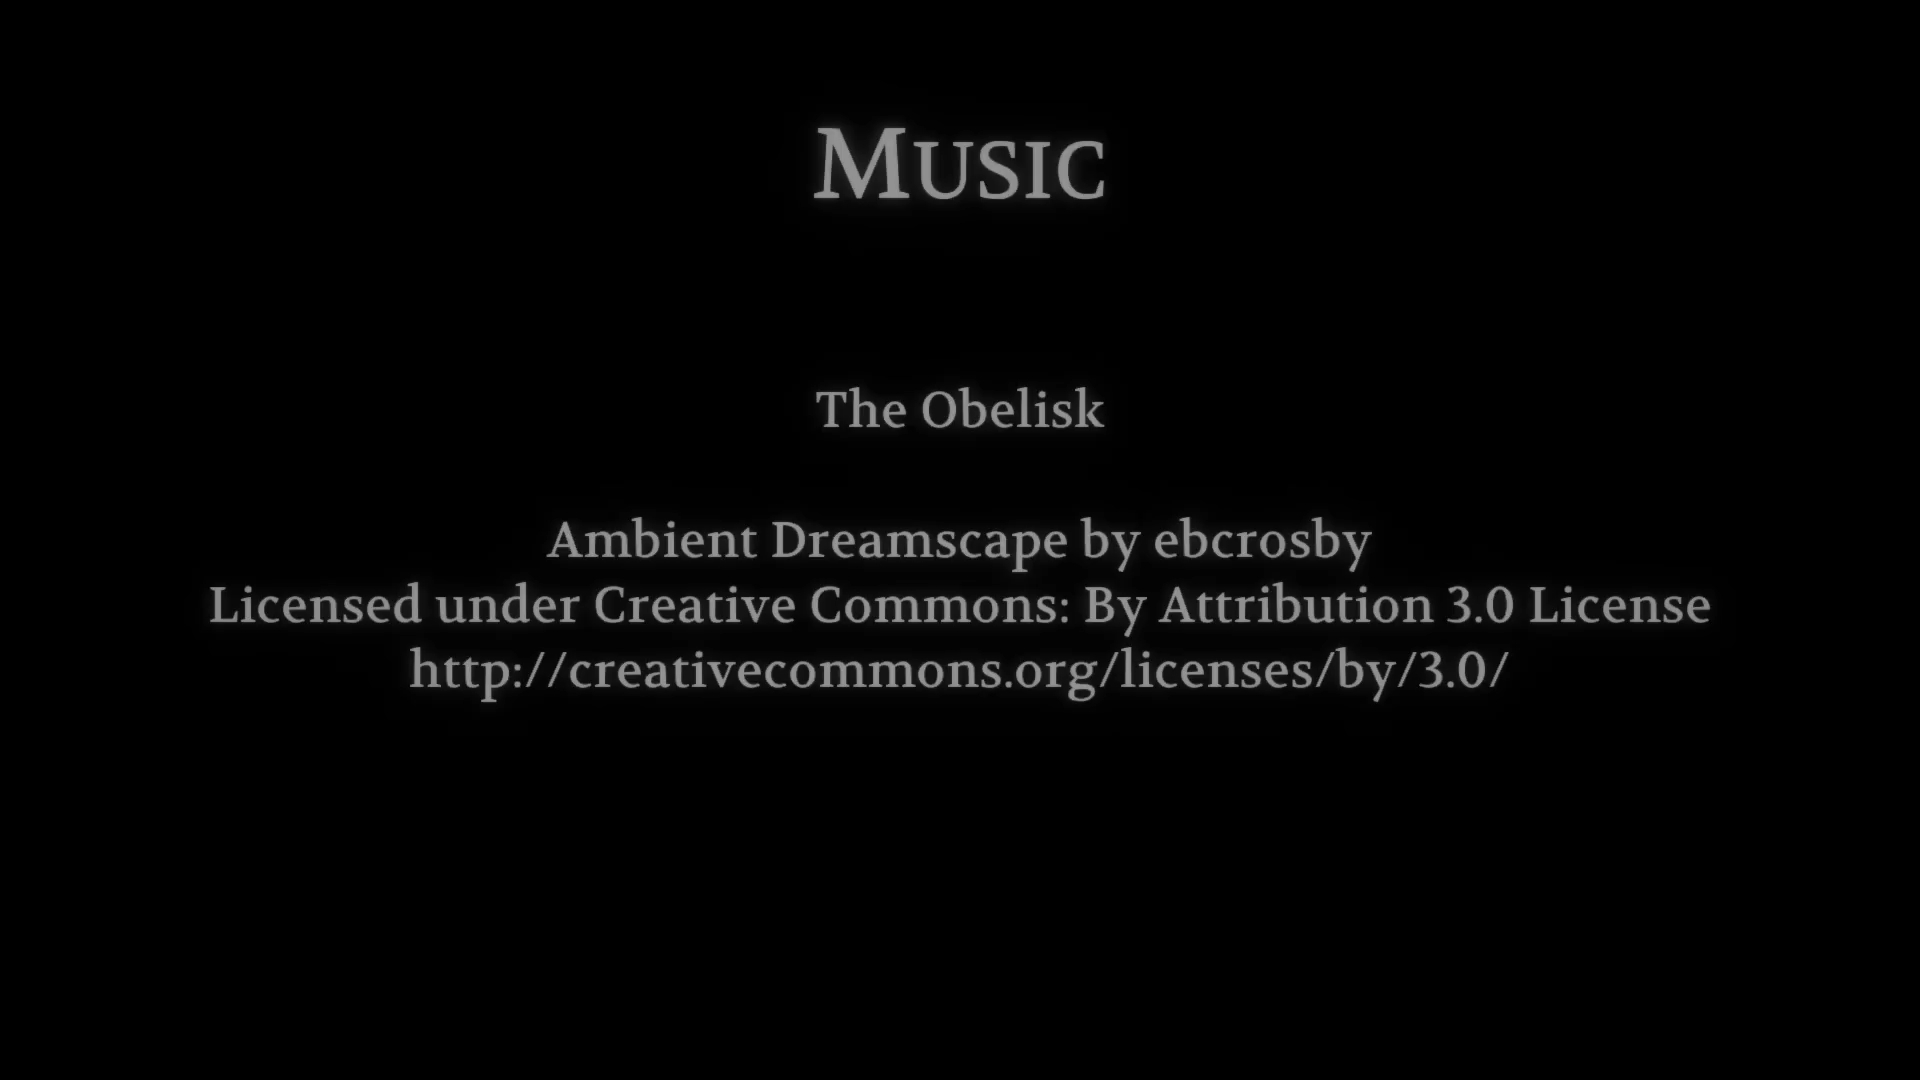 Music
The Obelisk
Ambient Dreamscape by ebcrosby
Licensed under Creative Commons: By Attribution 3.0 License
http://creativecommons.org/licenses/by/3.0/